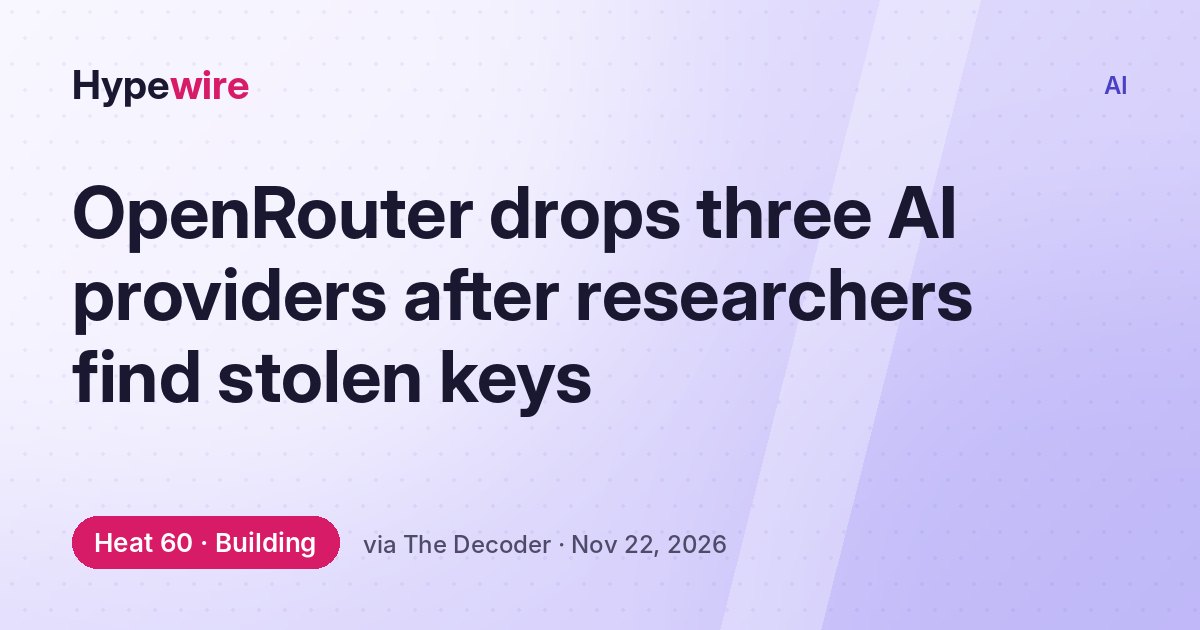 Hypewire
AI
OpenRouter drops three AI
providers after researchers
find stolen keys
Heat 60 · Building
via The Decoder · Nov 22, 2026